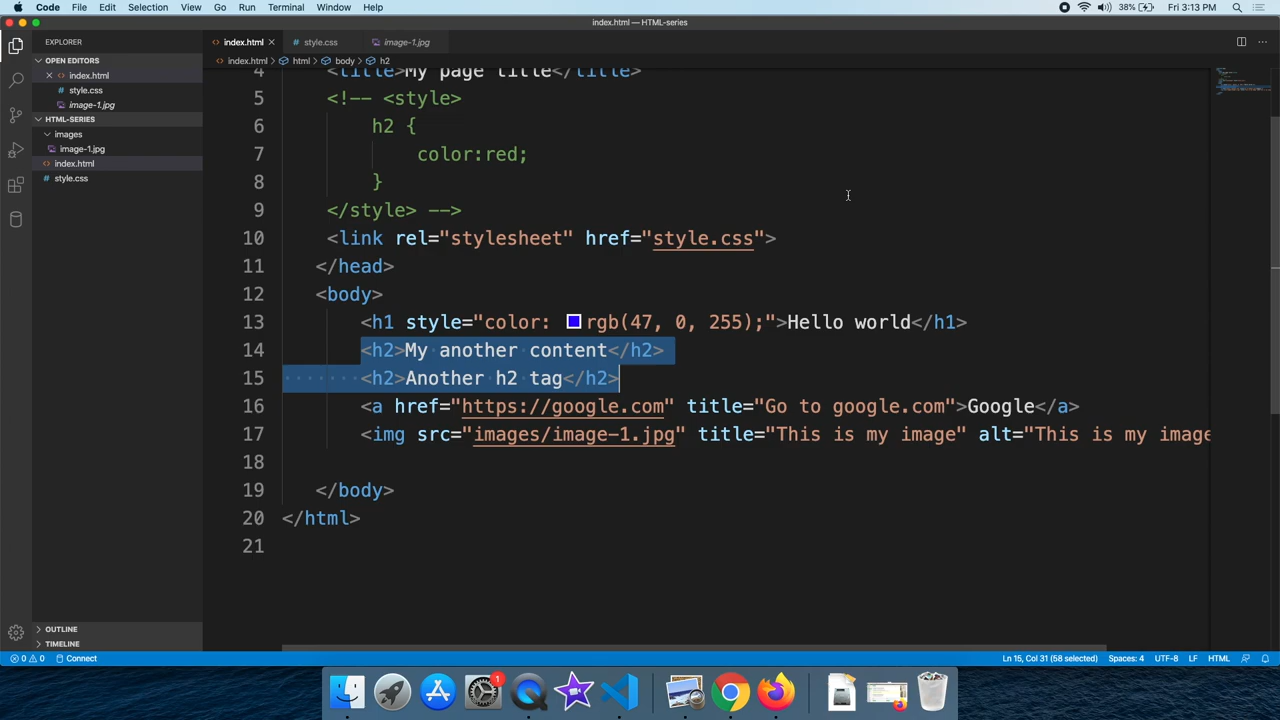 Code File Edit Selection View Go Run Terminal Window Help 38% Fri 3:13 PM
index.html — HTML-series
EXPLORER
index.html
style.css
image-1.jpg
OPEN EDITORS
index.html
style.css
image-1.jpg
HTML-SERIES
images
image-1.jpg
index.html
style.css
OUTLINE
TIMELINE
index.html > html > body > h2
4 <title>My page title</title>
5 <!-- <style>
6 h2 {
7 color:red;
8 }
9 </style> -->
10 <link rel="stylesheet" href="style.css">
11 </head>
12 <body>
13 <h1 style="color: rgb(47, 0, 255);">Hello world</h1>
14 <h2>My another content</h2>
15 <h2>Another h2 tag</h2>
16 <a href="https://google.com" title="Go to google.com">Google</a>
17 <img src="images/image-1.jpg" title="This is my image" alt="This is my image
18
19 </body>
20 </html>
21
0 0 Connect Ln 15, Col 31 (58 selected) Spaces: 4 UTF-8 LF HTML
1